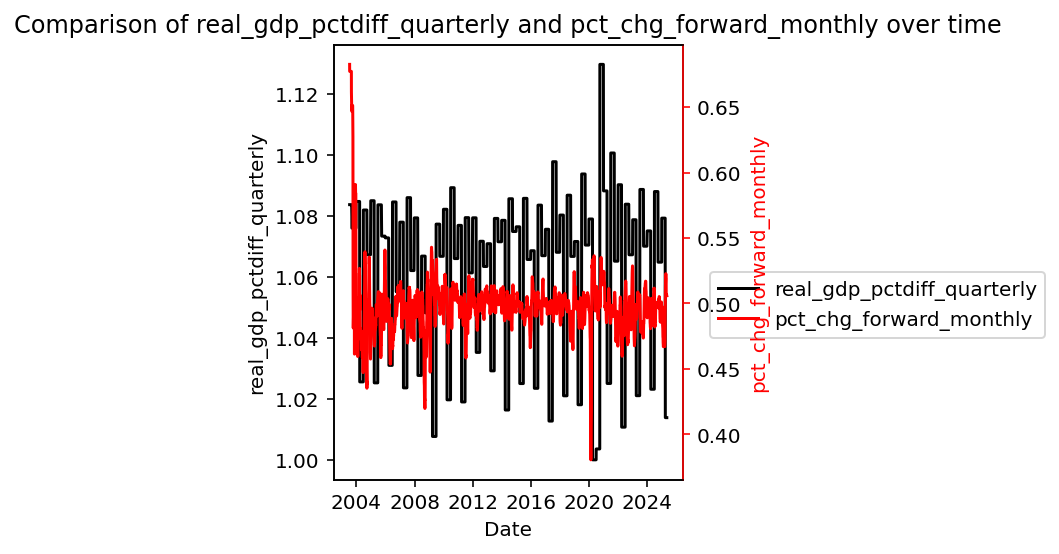 Comparison of real_gdp_pctdiff_quarterly and pct_chg_forward_monthly over time
real_gdp_pctdiff_quarterly
1.12
1.10
1.08
1.06
1.04
1.02
1.00
0.65
0.60
0.55
0.50
0.45
0.40
pct_chg_forward_monthly
real_gdp_pctdiff_quarterly
pct_chg_forward_monthly
2004 2008 2012 2016 2020 2024
Date